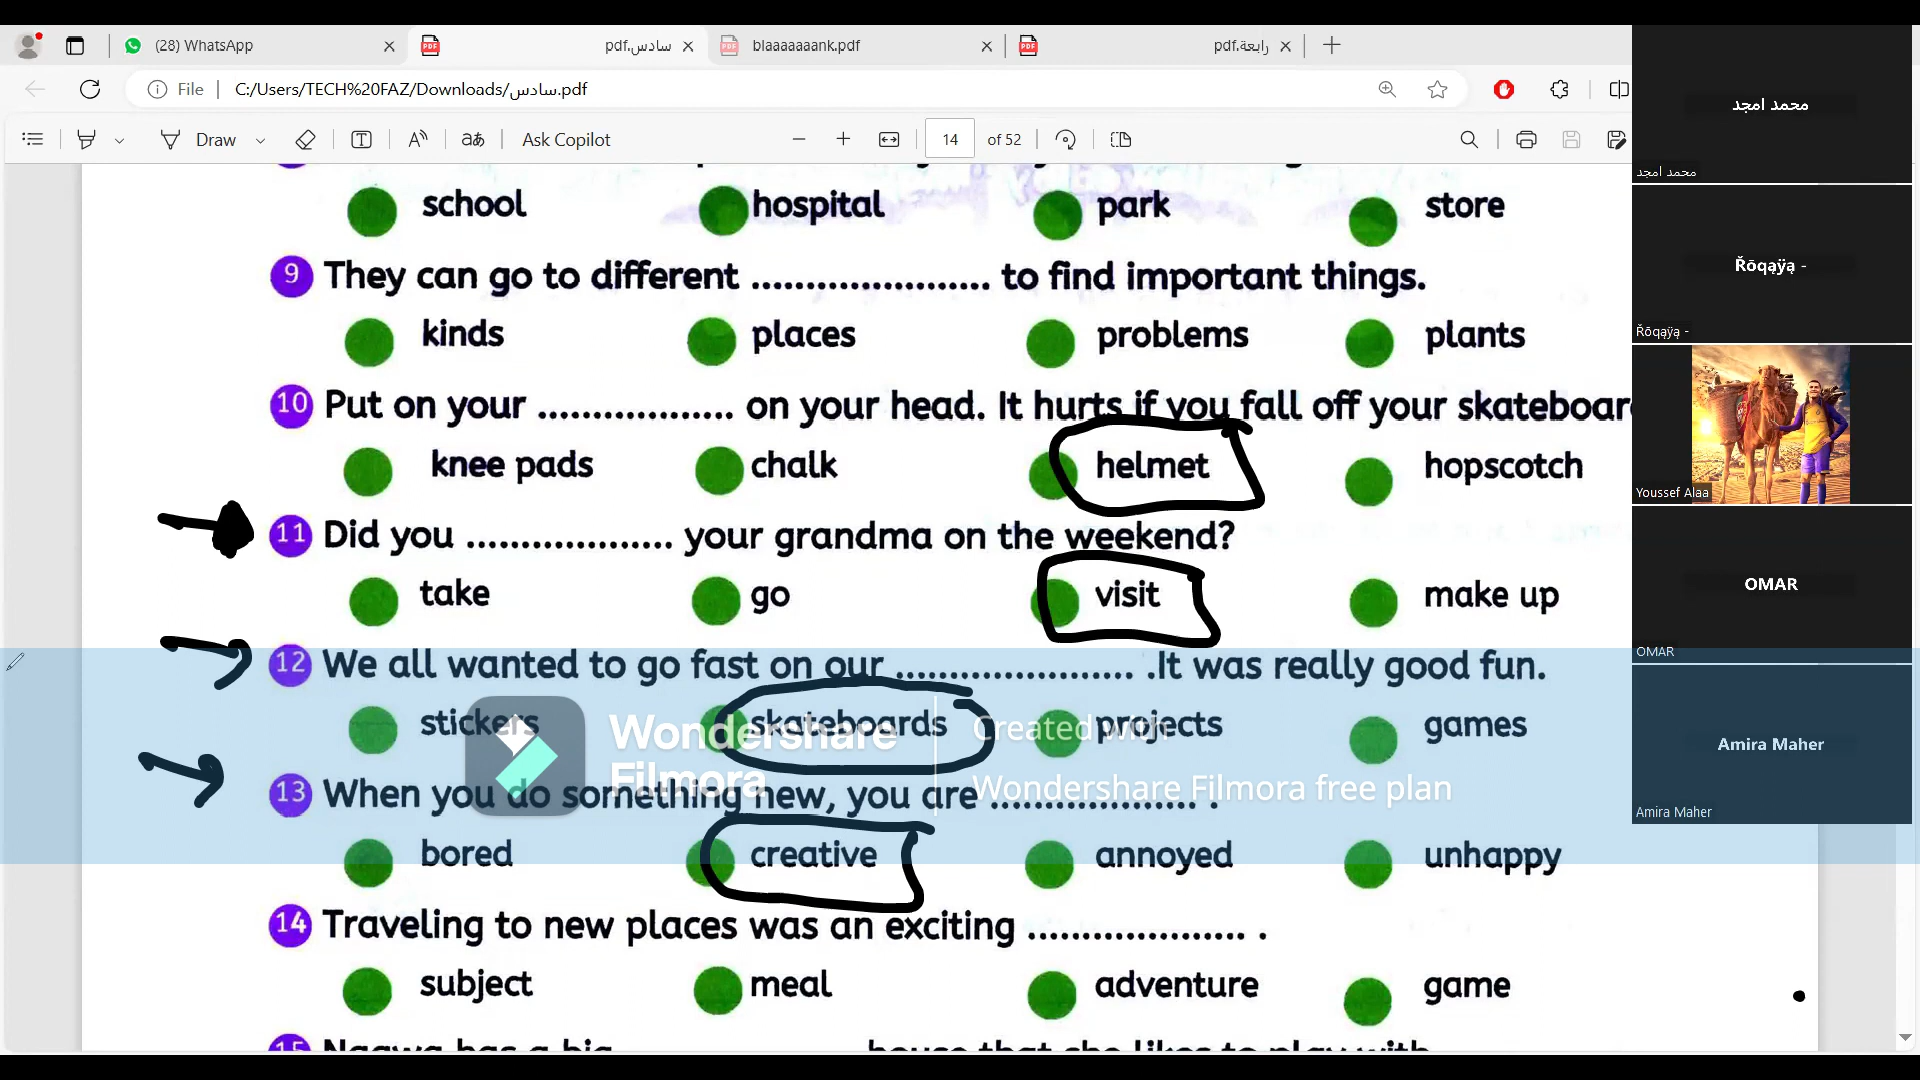 (28) WhatsApp
سادس.pdf
blaaaaaaank.pdf
رابعة.pdf
File
C:/Users/TECH%20FAZ/Downloads/سادس.pdf
Draw
Ask Copilot
14 of 52
school hospital park store
9 They can go to different ...................... to find important things.
kinds places problems plants
10 Put on your .................. on your head. It hurts if you fall off your skateboar
knee pads chalk helmet hopscotch
11 Did you ................... your grandma on the weekend?
take go visit make up
12 We all wanted to go fast on our ...................... .It was really good fun.
stickers skateboards projects games
13 When you do something new, you are ................... .
bored creative annoyed unhappy
14 Traveling to new places was an exciting .................... .
subject meal adventure game
15
Wondershare
Filmora
Created with
Wondershare Filmora free plan
محمد امجد
محمد امجد
Řōqąÿą -
Řōqąÿą -
Youssef Alaa
OMAR
OMAR
Amira Maher
Amira Maher